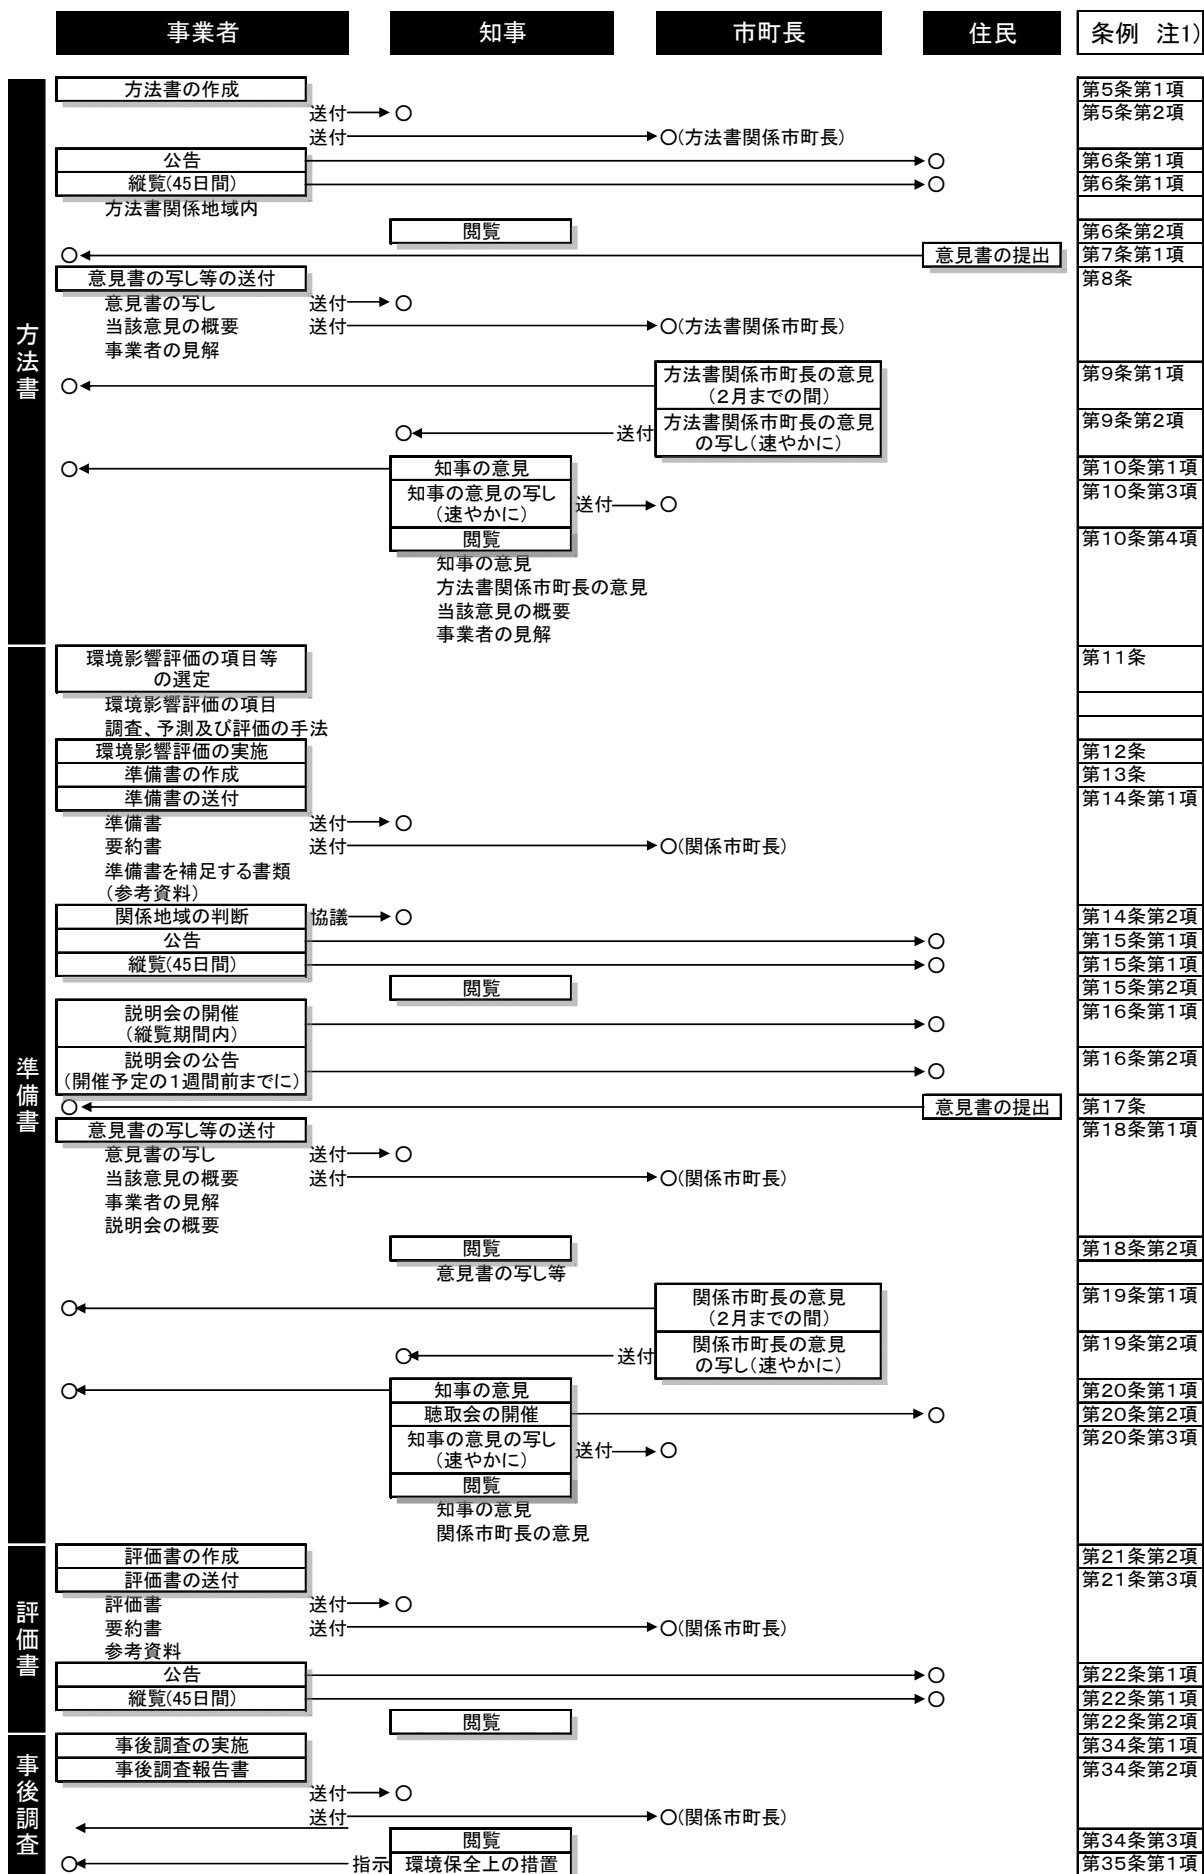 事業者 知事 市町長 住民 条例 注1)
方法書
方法書の作成 第5条第1項
送付 ○ 第5条第2項
送付 ○(方法書関係市町長)
公告 ○ 第6条第1項
縦覧(45日間) ○ 第6条第1項
方法書関係地域内
閲覧 第6条第2項
○ 意見書の提出 第7条第1項
意見書の写し等の送付 第8条
意見書の写し 送付 ○
当該意見の概要 送付 ○(方法書関係市町長)
事業者の見解
○ 方法書関係市町長の意見 第9条第1項
(2月までの間)
方法書関係市町長の意見 第9条第2項
○ 送付 の写し(速やかに)
○ 知事の意見 第10条第1項
知事の意見の写し 送付 ○ 第10条第3項
(速やかに)
閲覧 第10条第4項
知事の意見
方法書関係市町長の意見
当該意見の概要
事業者の見解
準備書
環境影響評価の項目等 第11条
の選定
環境影響評価の項目
調査、予測及び評価の手法
環境影響評価の実施 第12条
準備書の作成 第13条
準備書の送付 第14条第1項
準備書 送付 ○
要約書 送付 ○(関係市町長)
準備書を補足する書類
(参考資料)
関係地域の判断 協議 ○ 第14条第2項
公告 ○ 第15条第1項
縦覧(45日間) ○ 第15条第1項
閲覧 第15条第2項
説明会の開催 ○ 第16条第1項
(縦覧期間内)
説明会の公告 ○ 第16条第2項
(開催予定の1週間前までに)
○ 意見書の提出 第17条
意見書の写し等の送付 第18条第1項
意見書の写し 送付 ○
当該意見の概要 送付 ○(関係市町長)
事業者の見解
説明会の概要
閲覧 第18条第2項
意見書の写し等
○ 関係市町長の意見 第19条第1項
(2月までの間)
関係市町長の意見 第19条第2項
○ 送付 の写し(速やかに)
○ 知事の意見 第20条第1項
聴取会の開催 ○ 第20条第2項
知事の意見の写し 送付 ○ 第20条第3項
(速やかに)
閲覧
知事の意見
関係市町長の意見
評価書
評価書の作成 第21条第2項
評価書の送付 第21条第3項
評価書 送付 ○
要約書 送付 ○(関係市町長)
参考資料
公告 ○ 第22条第1項
縦覧(45日間) ○ 第22条第1項
閲覧 第22条第2項
事後調査
事後調査の実施 第34条第1項
事後調査報告書 第34条第2項
送付 ○
送付 ○(関係市町長)
閲覧 第34条第3項
○ 指示 環境保全上の措置 第35条第1項